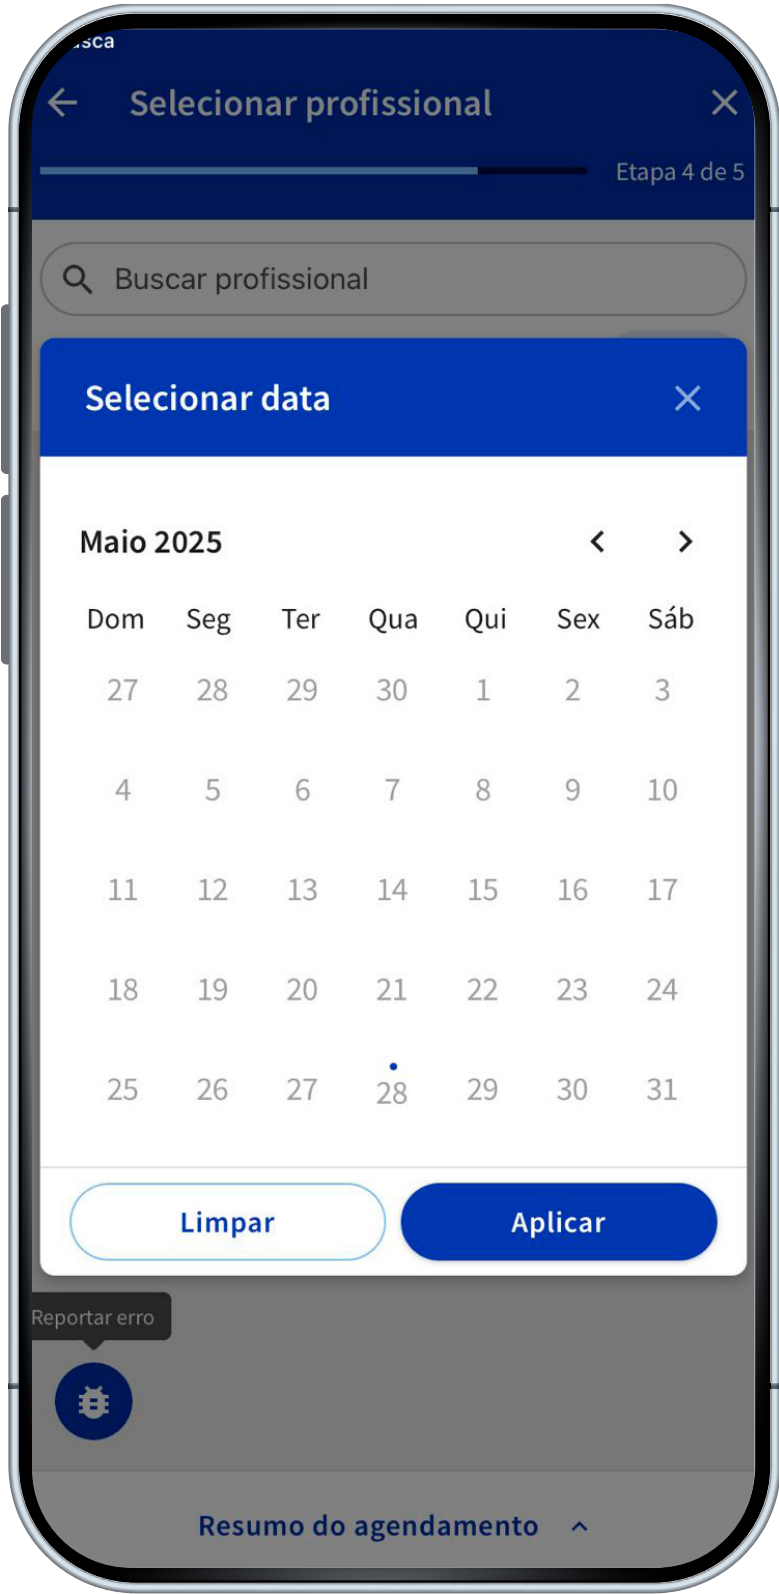 Selecionar profissional
Etapa 4 de 5
Buscar profissional
Selecionar data
Maio 2025
Dom Seg Ter Qua Qui Sex Sáb
27 28 29 30 1 2 3
4 5 6 7 8 9 10
11 12 13 14 15 16 17
18 19 20 21 22 23 24
25 26 27 28 29 30 31
Limpar Aplicar
Reportar erro
Resumo do agendamento